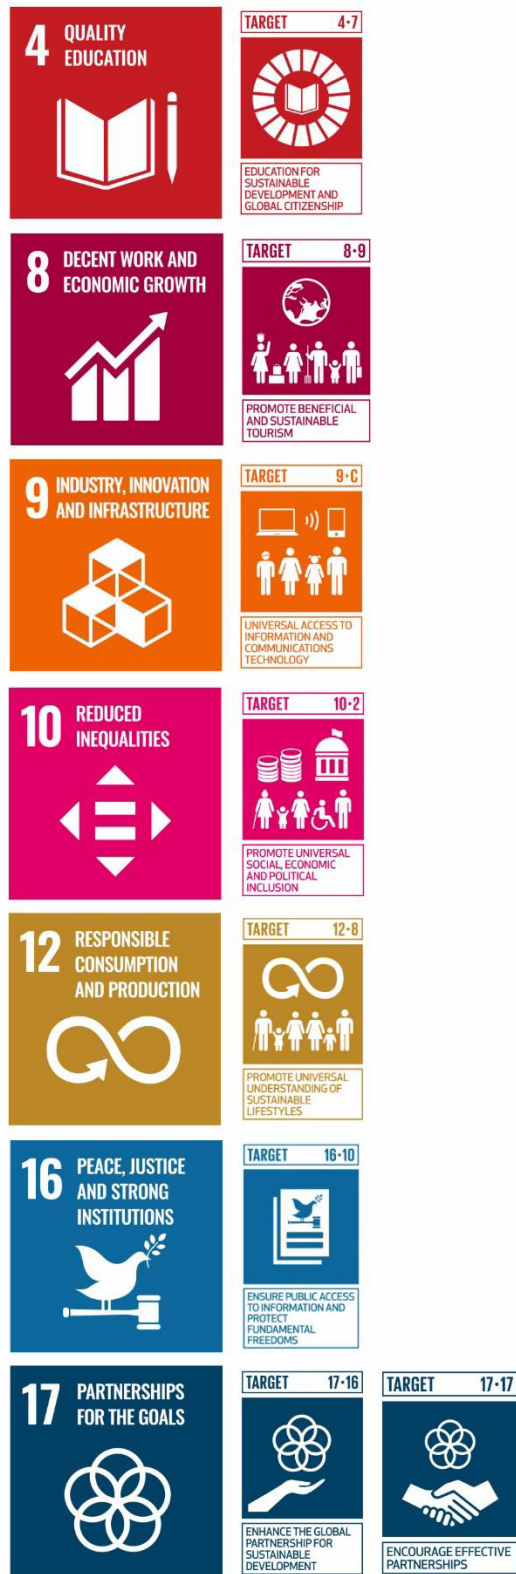 4 QUALITY
EDUCATION
TARGET 4·7
EDUCATION FOR
SUSTAINABLE
DEVELOPMENT AND
GLOBAL CITIZENSHIP
8 DECENT WORK AND
ECONOMIC GROWTH
TARGET 8·9
PROMOTE BENEFICIAL
AND SUSTAINABLE
TOURISM
9 INDUSTRY, INNOVATION
AND INFRASTRUCTURE
TARGET 9·C
UNIVERSAL ACCESS TO
INFORMATION AND
COMMUNICATIONS
TECHNOLOGY
10 REDUCED
INEQUALITIES
TARGET 10·2
PROMOTE UNIVERSAL
SOCIAL, ECONOMIC
AND POLITICAL
INCLUSION
12 RESPONSIBLE
CONSUMPTION
AND PRODUCTION
TARGET 12·8
PROMOTE UNIVERSAL
UNDERSTANDING OF
SUSTAINABLE
LIFESTYLES
16 PEACE, JUSTICE
AND STRONG
INSTITUTIONS
TARGET 16·10
ENSURE PUBLIC ACCESS
TO INFORMATION AND
PROTECT
FUNDAMENTAL
FREEDOMS
17 PARTNERSHIPS
FOR THE GOALS
TARGET 17·16
ENHANCE THE GLOBAL
PARTNERSHIP FOR
SUSTAINABLE
DEVELOPMENT
TARGET 17·17
ENCOURAGE EFFECTIVE
PARTNERSHIPS